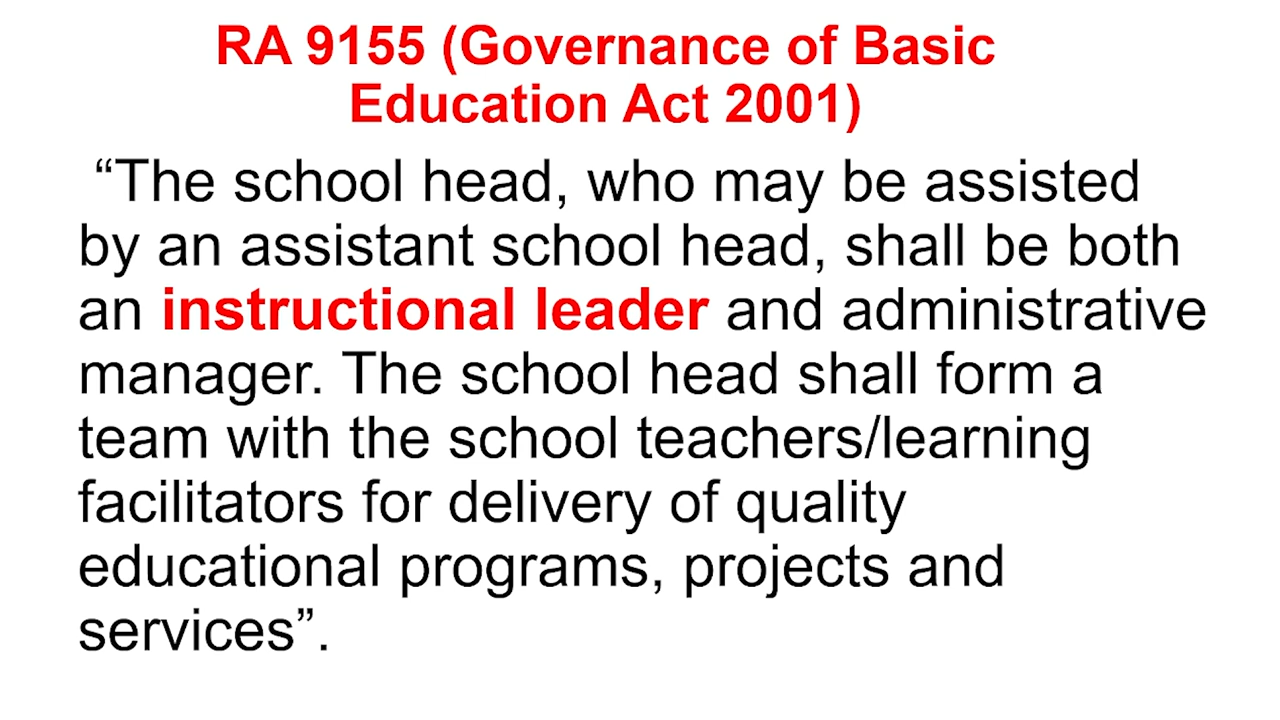 RA 9155 (Governance of Basic
Education Act 2001)
“The school head, who may be assisted
by an assistant school head, shall be both
an instructional leader and administrative
manager. The school head shall form a
team with the school teachers/learning
facilitators for delivery of quality
educational programs, projects and
services”.